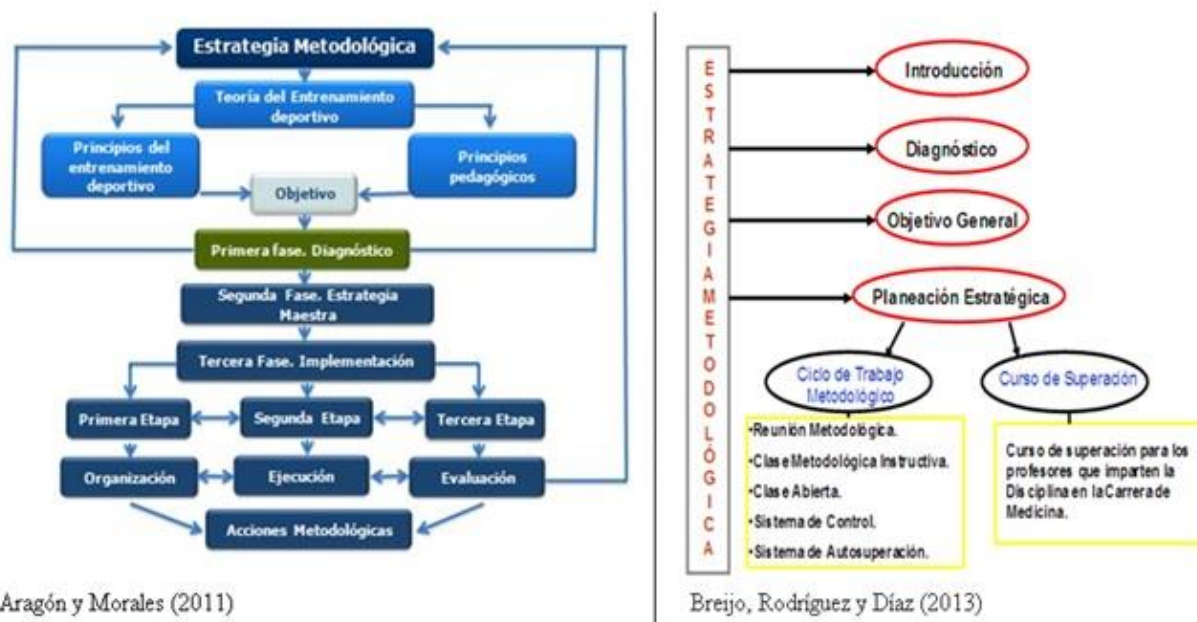 Estrategia Metodológica
Teoría del Entrenamiento
deportivo
Principios del
entrenamiento
deportivo
Principios
pedagógicos
Objetivo
Primera fase. Diagnóstico
Segunda Fase. Estrategia
Maestra
Tercera Fase. Implementación
Primera Etapa
Segunda Etapa
Tercera Etapa
Organización
Ejecución
Evaluación
Acciones Metodológicas
Aragón y Morales (2011)
ESTRATEGIA METODOLÓGICA
Introducción
Diagnóstico
Objetivo General
Planeación Estratégica
Ciclo de Trabajo
Metodológico
Curso de Superación
•Reunión Metodológica.
•Clase Metodológica Instructiva.
•Clase Abierta.
•Sistema de Control.
•Sistema de Autosuperación.
Curso de superación para los
profesores que imparten la
Disciplina en la Carrera de
Medicina.
Breijo, Rodríguez y Díaz (2013)